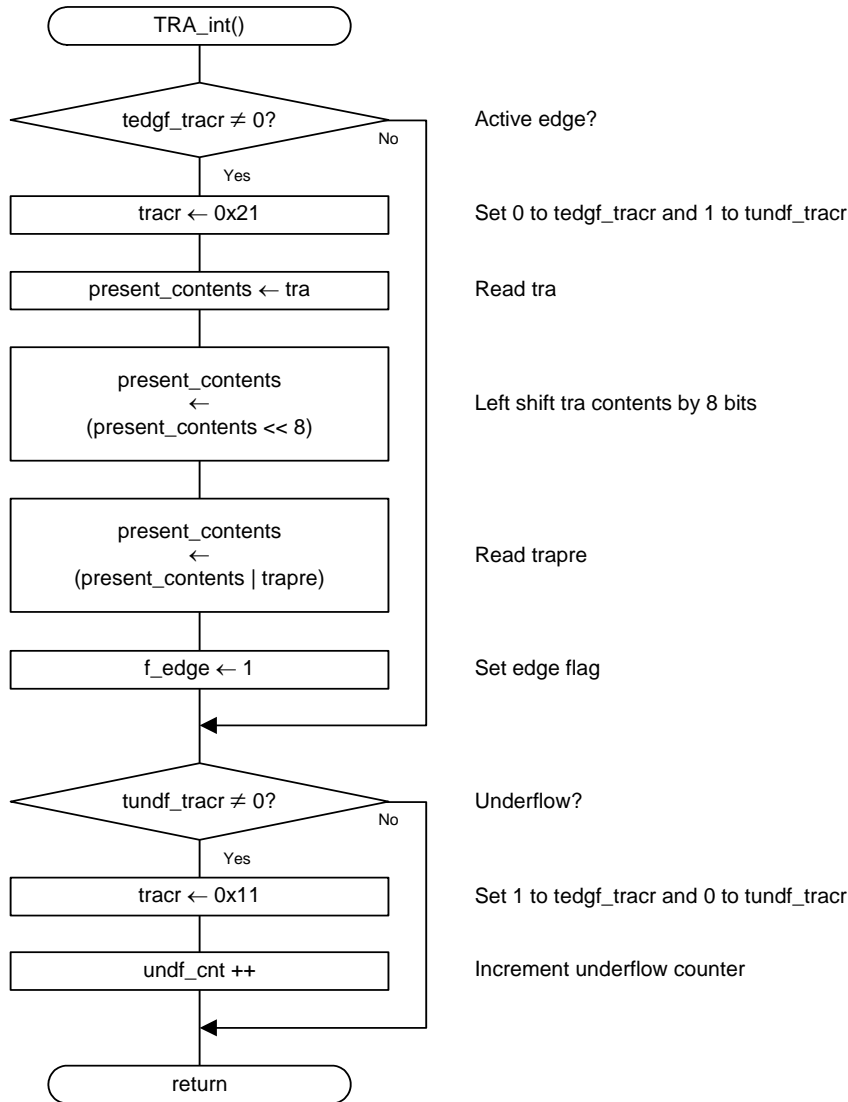 TRA_int()
tedgf_tracr ≠ 0?
Active edge?
No
Yes
tracr ← 0x21
Set 0 to tedgf_tracr and 1 to tundf_tracr
present_contents ← tra
Read tra
present_contents
←
(present_contents << 8)
Left shift tra contents by 8 bits
present_contents
←
(present_contents | trapre)
Read trapre
f_edge ← 1
Set edge flag
tundf_tracr ≠ 0?
Underflow?
No
Yes
tracr ← 0x11
Set 1 to tedgf_tracr and 0 to tundf_tracr
undf_cnt ++
Increment underflow counter
return